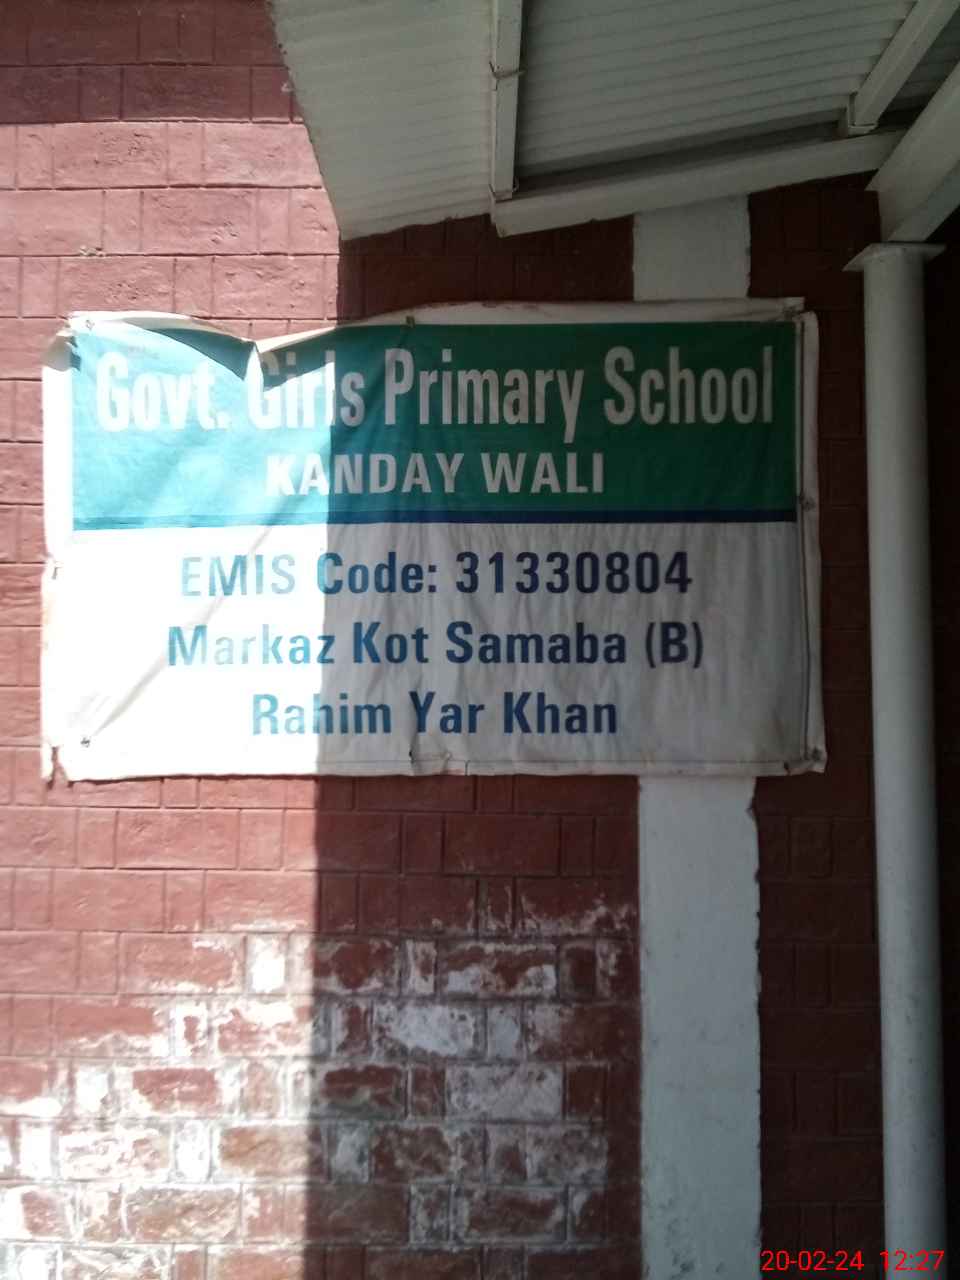 Govt. Girls Primary School
KANDAY WALI
EMIS Code: 31330804
Markaz Kot Samaba (B)
Rahim Yar Khan
20-02-24 12:27